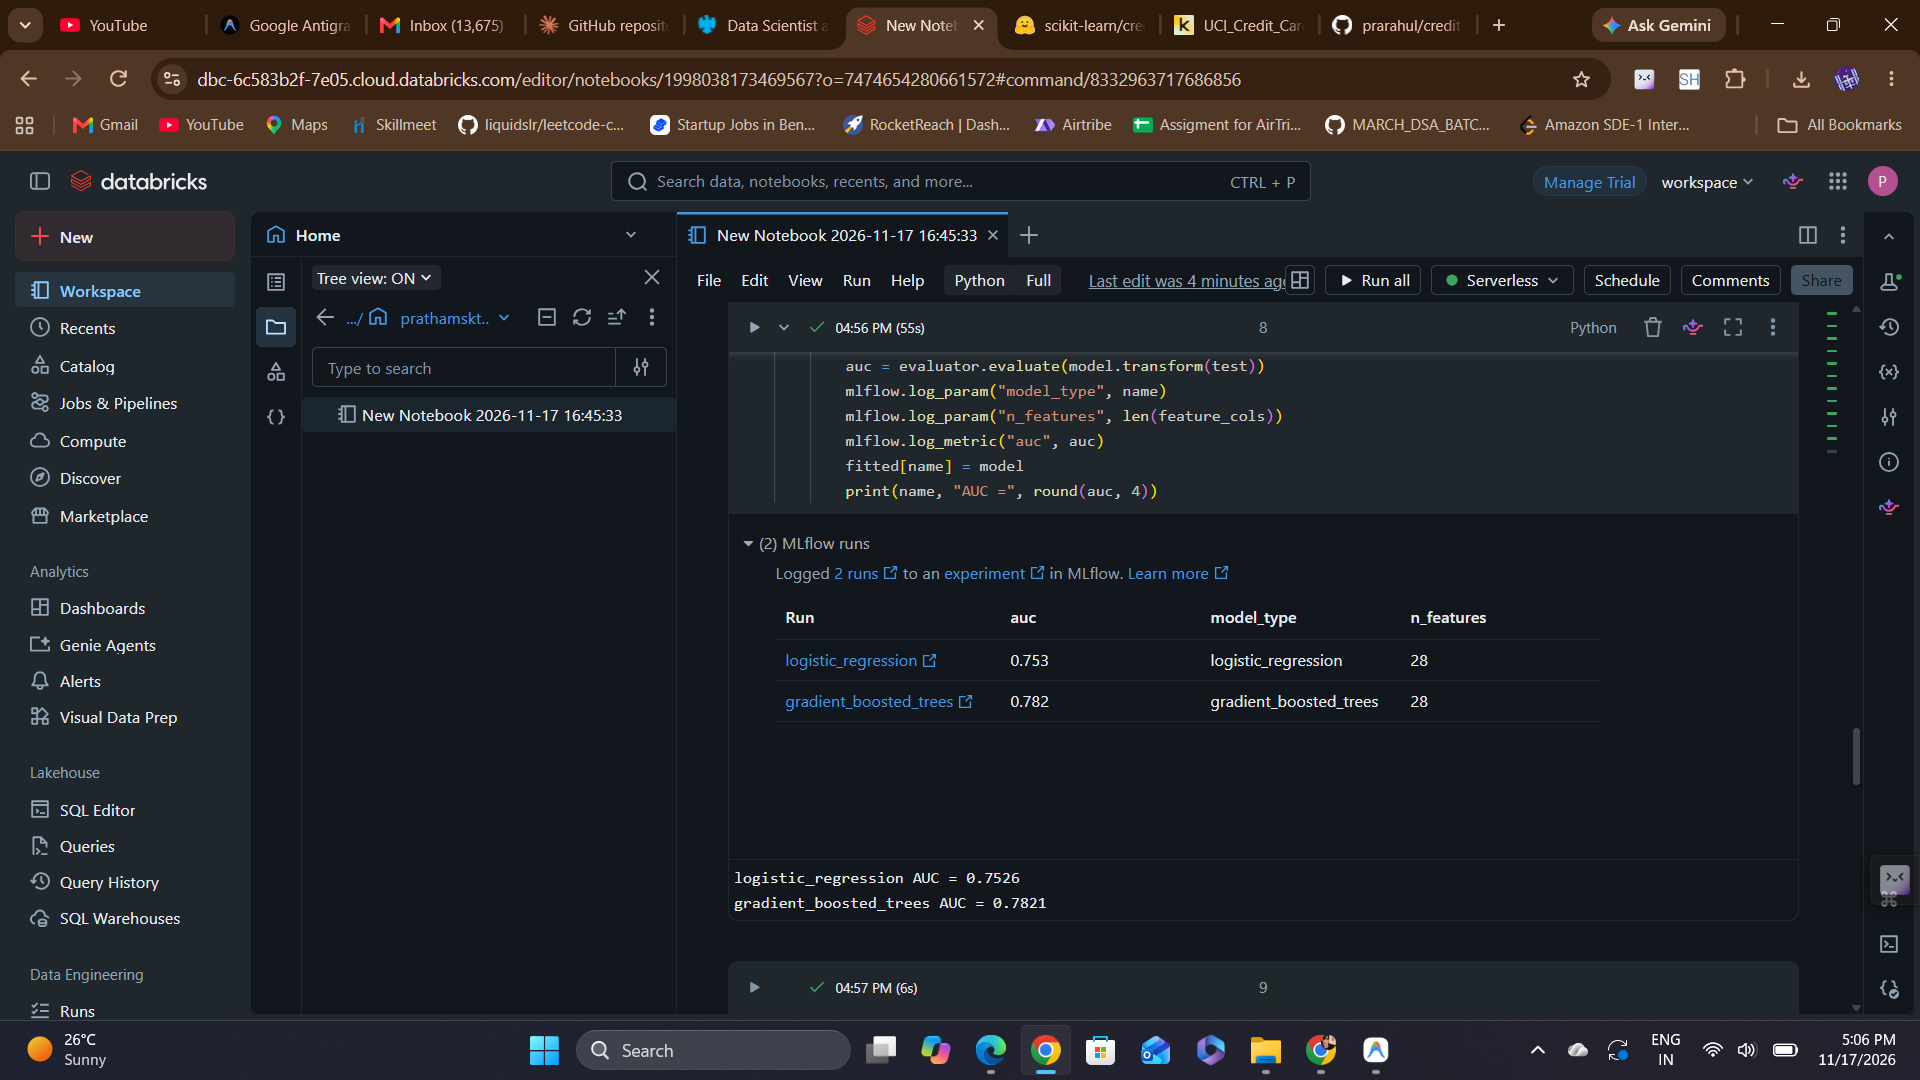 YouTube
Google Antigra
Inbox (13,675)
GitHub reposit
Data Scientist a
New Noteb
scikit-learn/cre
UCI_Credit_Car
prarahul/credit
Ask Gemini
dbc-6c583b2f-7e05.cloud.databricks.com/editor/notebooks/1998038173469567?o=7474654280661572#command/8332963717686856
SH
Gmail
YouTube
Maps
Skillmeet
liquidslr/leetcode-c...
Startup Jobs in Ben...
RocketReach | Dash...
Airtribe
Assigment for AirTri...
MARCH_DSA_BATC...
Amazon SDE-1 Inter...
All Bookmarks
databricks
Search data, notebooks, recents, and more...
CTRL + P
Manage Trial
workspace
P
New
Workspace
Recents
Catalog
Jobs & Pipelines
Compute
Discover
Marketplace
Analytics
Dashboards
Genie Agents
Alerts
Visual Data Prep
Lakehouse
SQL Editor
Queries
Query History
SQL Warehouses
Data Engineering
Runs
Home
Tree view: ON
.../
prathamskt..
Type to search
New Notebook 2026-11-17 16:45:33
New Notebook 2026-11-17 16:45:33
File
Edit
View
Run
Help
Python
Full
Last edit was 4 minutes ago
Run all
Serverless
Schedule
Comments
Share
04:56 PM (55s)
8
Python
auc = evaluator.evaluate(model.transform(test))
mlflow.log_param("model_type", name)
mlflow.log_param("n_features", len(feature_cols))
mlflow.log_metric("auc", auc)
fitted[name] = model
print(name, "AUC =", round(auc, 4))
(2) MLflow runs
Logged 2 runs to an experiment in MLflow. Learn more
Run auc model_type n_features
logistic_regression 0.753 logistic_regression 28
gradient_boosted_trees 0.782 gradient_boosted_trees 28
logistic_regression AUC = 0.7526
gradient_boosted_trees AUC = 0.7821
04:57 PM (6s)
9
26°C
Sunny
Search
ENG
IN
5:06 PM
11/17/2026